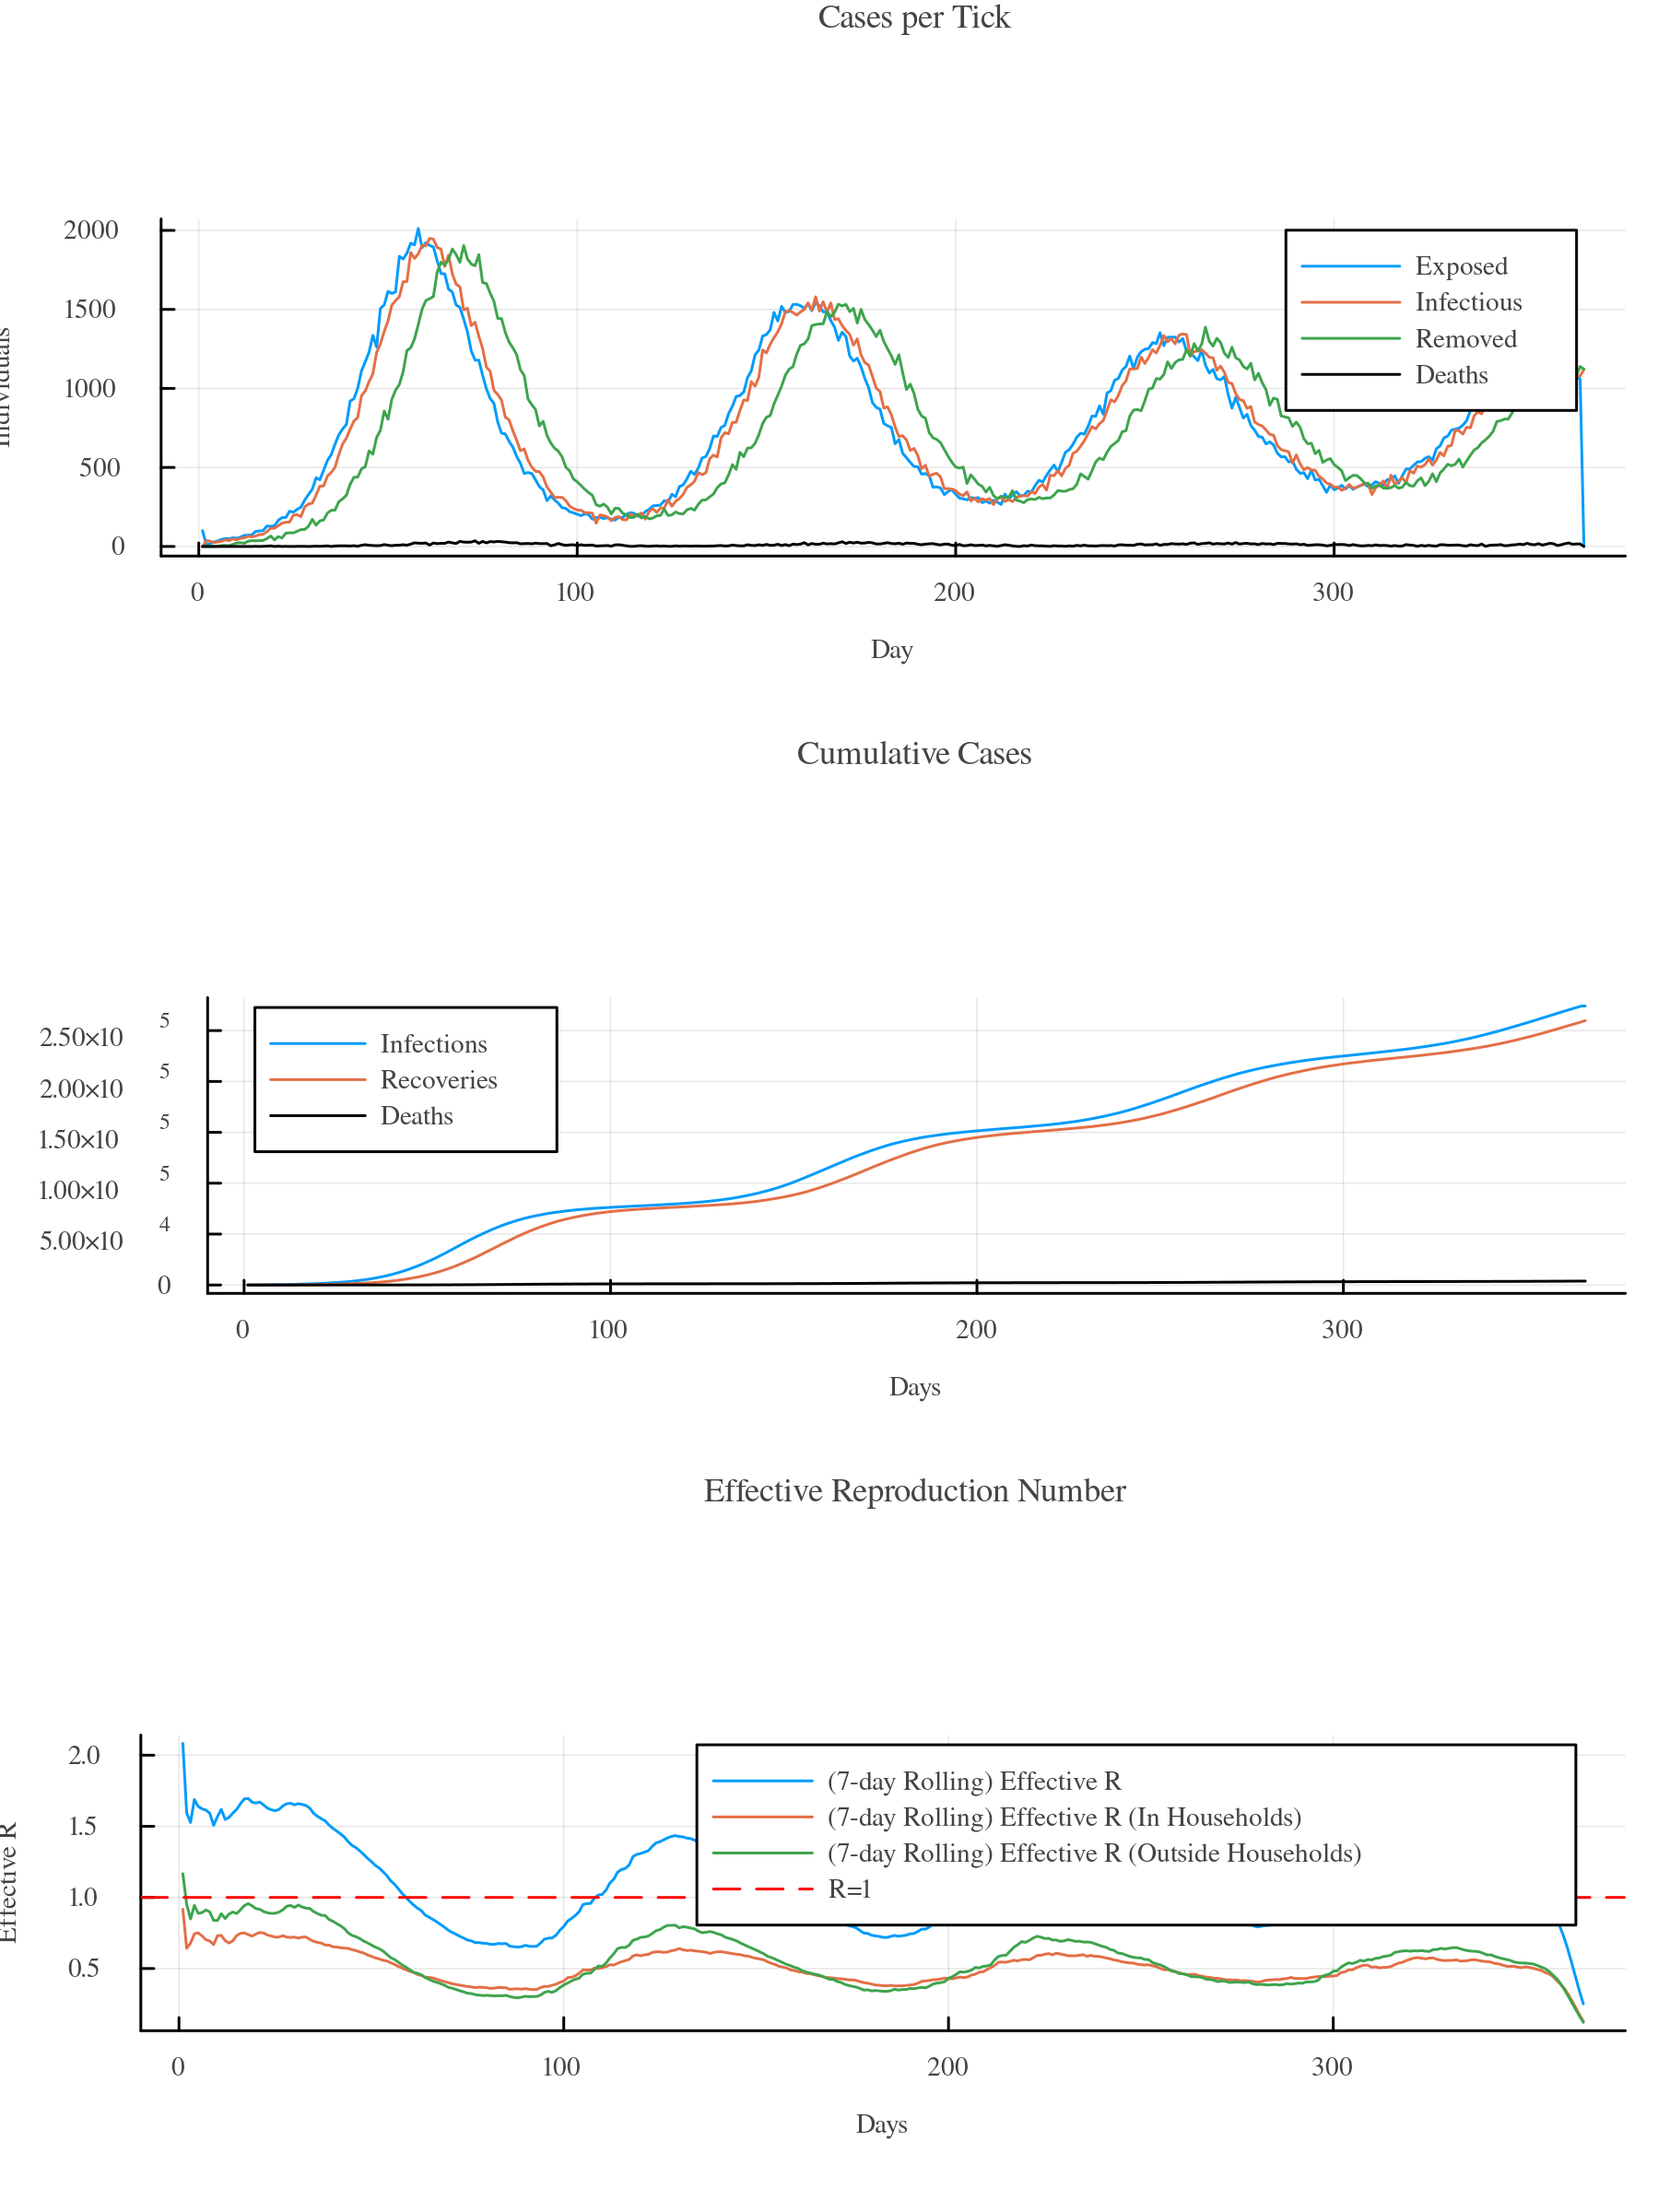 Cases per Tick
2000
1500
1000
500
0
Individuals
Exposed
Infectious
Removed
Deaths
0 100 200 300
Day
Cumulative Cases
2.50×10 5
2.00×10 5
1.50×10 5
1.00×10 5
5.00×10 4
0
Infections
Recoveries
Deaths
0 100 200 300
Days
Effective Reproduction Number
2.0
1.5
1.0
0.5
Effective R
(7-day Rolling) Effective R
(7-day Rolling) Effective R (In Households)
(7-day Rolling) Effective R (Outside Households)
R=1
0 100 200 300
Days